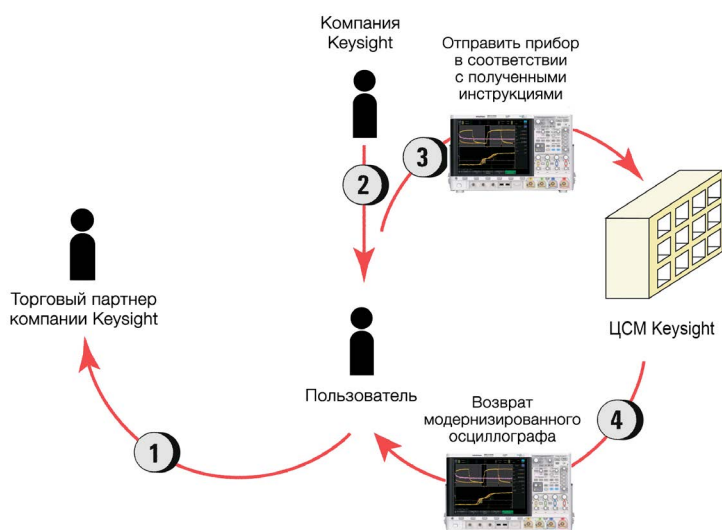 Компания
Keysight
Отправить прибор
в соответствии
с полученными
инструкциями
3
2
Торговый партнер
компании Keysight
ЦСМ Keysight
Пользователь
Возврат
модернизированного
осциллографа
4
1